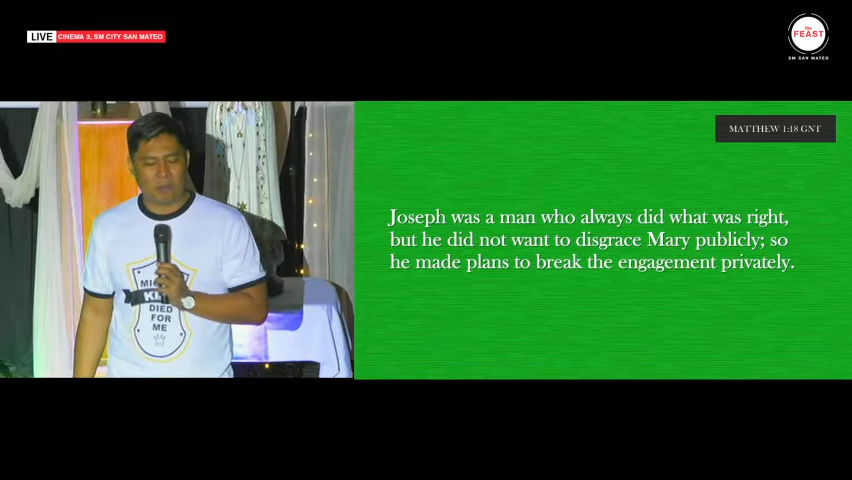 LIVE CINEMA 3, SM CITY SAN MATEO
the
FEAST
SM SAN MATEO
MATTHEW 1:18 GNT
Joseph was a man who always did what was right,
but he did not want to disgrace Mary publicly; so
he made plans to break the engagement privately.
DIED
FOR
ME